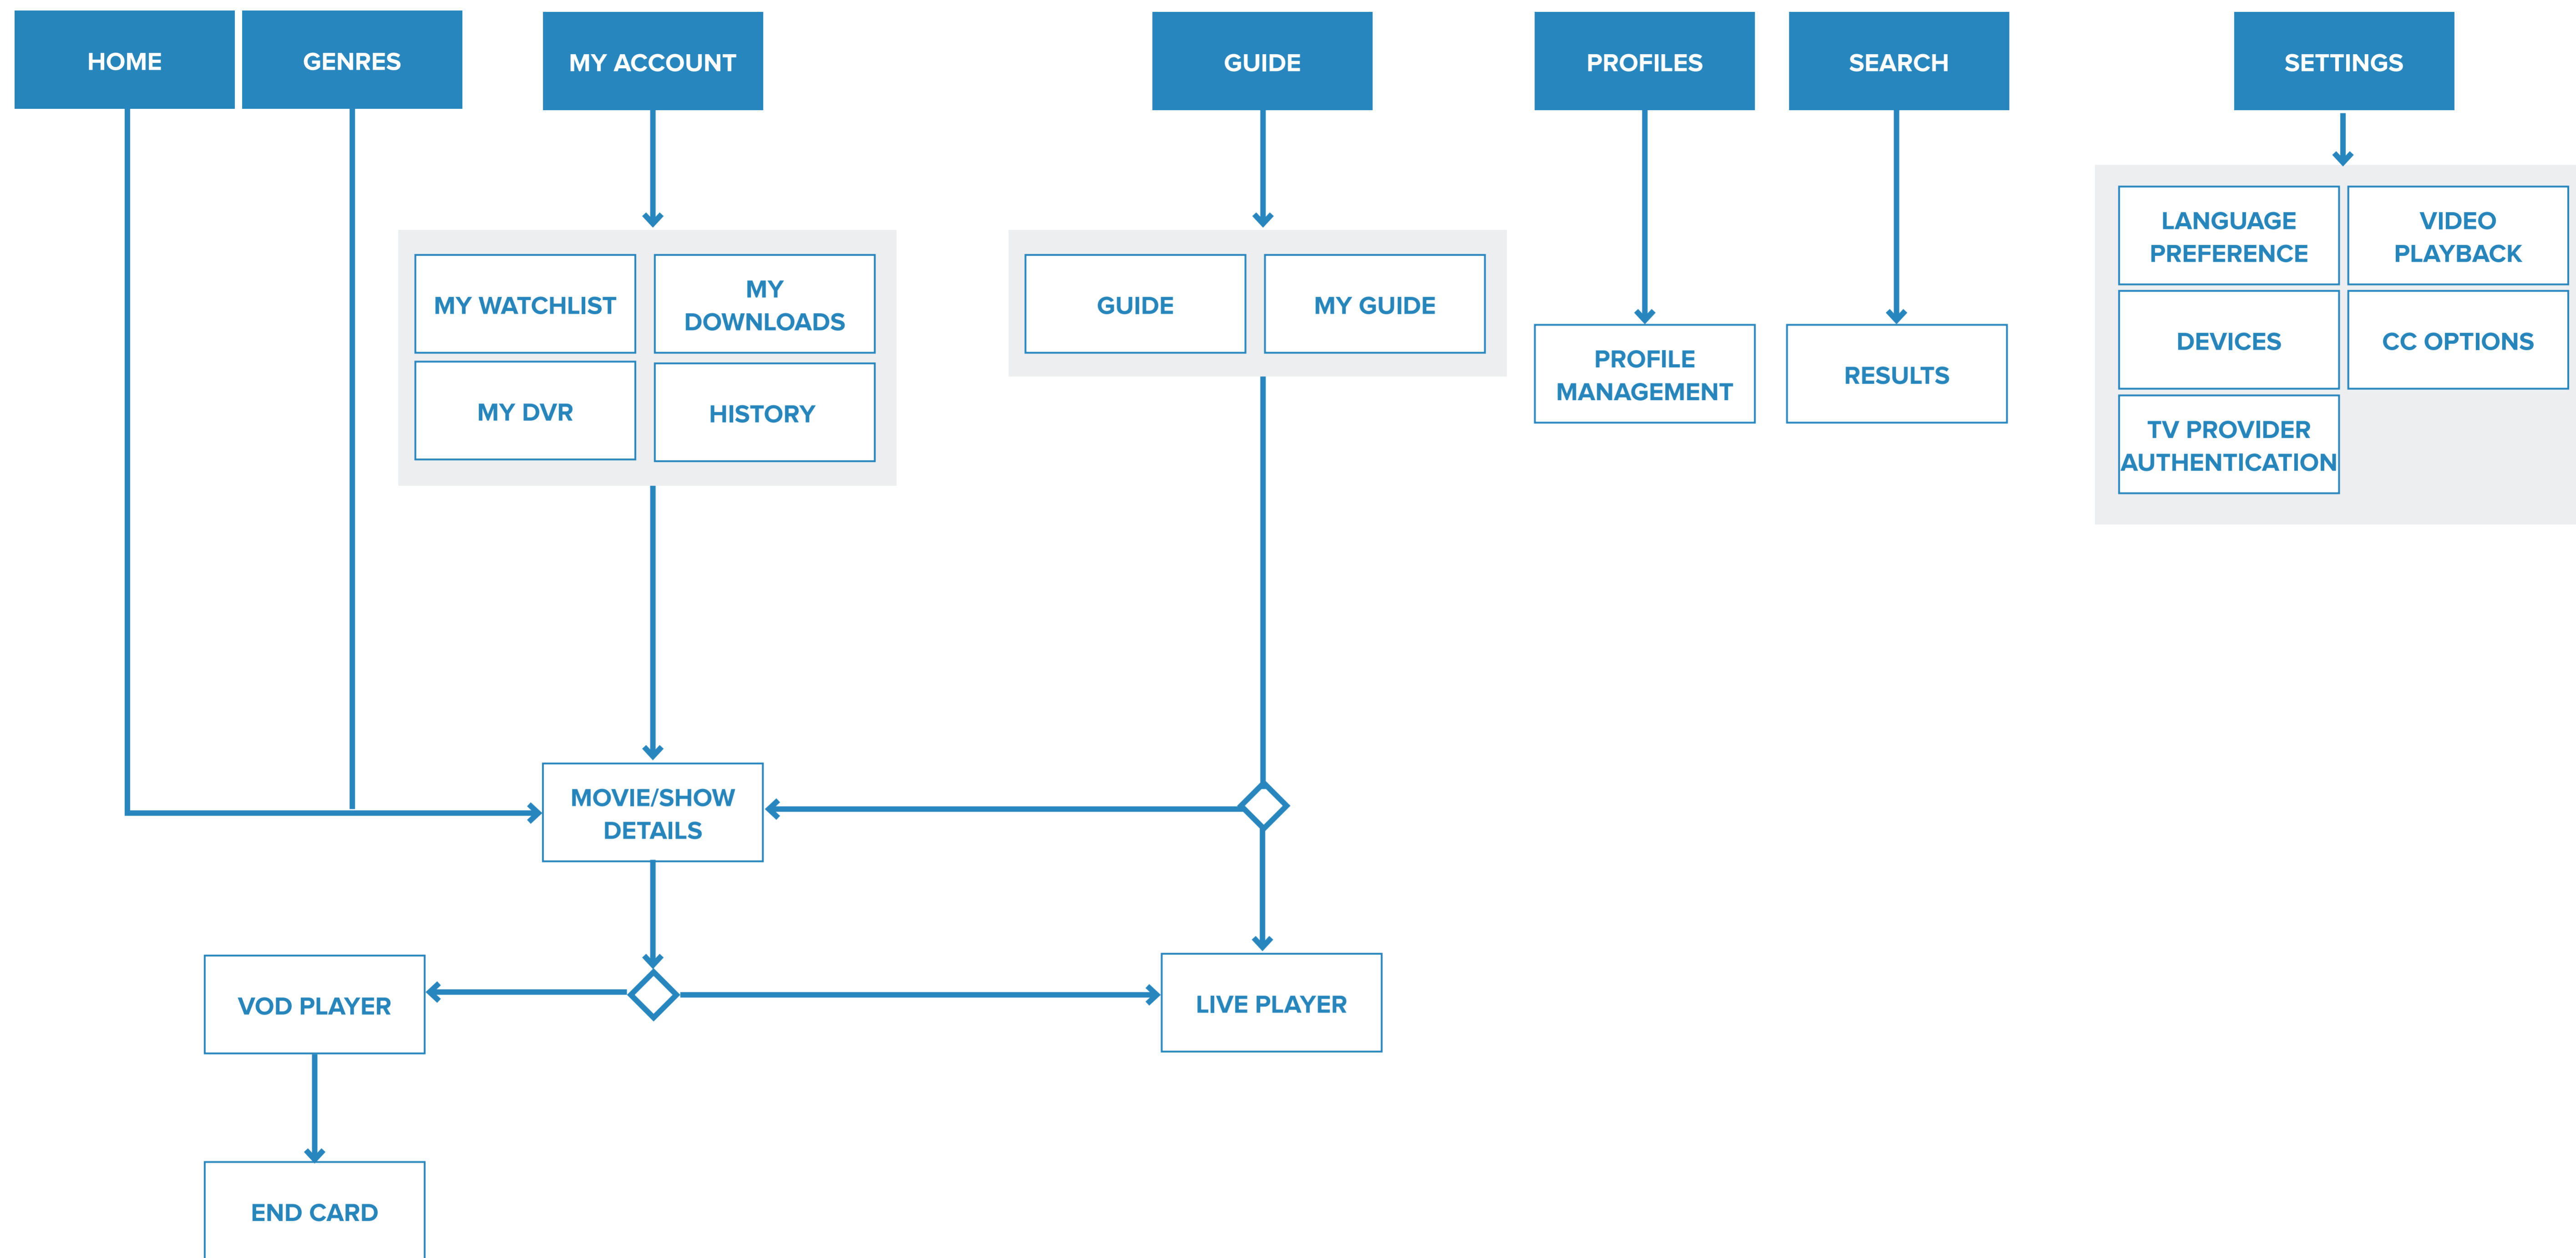 HOME
GENRES
MY ACCOUNT
GUIDE
PROFILES
SEARCH
SETTINGS
MY WATCHLIST
MY
DOWNLOADS
MY DVR
HISTORY
GUIDE
MY GUIDE
PROFILE
MANAGEMENT
RESULTS
LANGUAGE
PREFERENCE
VIDEO
PLAYBACK
DEVICES
CC OPTIONS
TV PROVIDER
AUTHENTICATION
MOVIE/SHOW
DETAILS
VOD PLAYER
LIVE PLAYER
END CARD